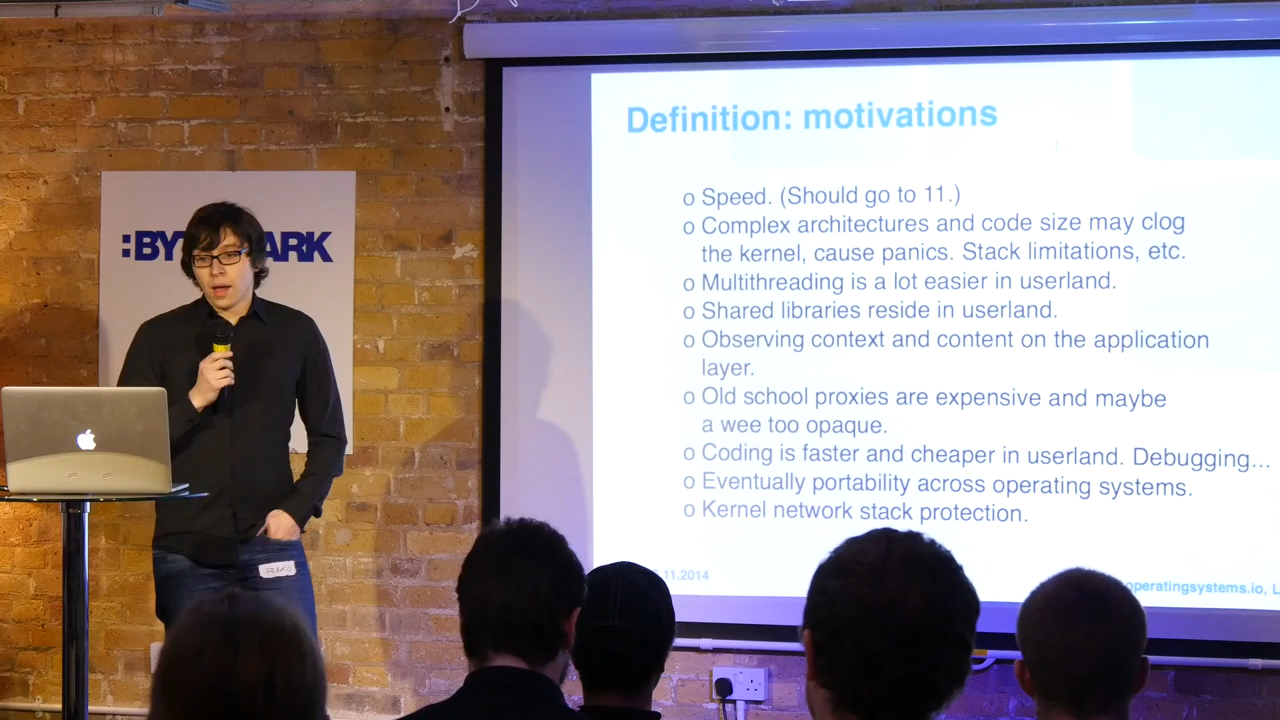 Definition: motivations
o Speed. (Should go to 11.)
o Complex architectures and code size may clog
the kernel, cause panics. Stack limitations, etc.
o Multithreading is a lot easier in userland.
o Shared libraries reside in userland.
o Observing context and content on the application
layer.
o Old school proxies are expensive and maybe
a wee too opaque.
o Coding is faster and cheaper in userland. Debugging...
o Eventually portability across operating systems.
o Kernel network stack protection.
11.2014
operatingsystems.io, L
:BY ARK